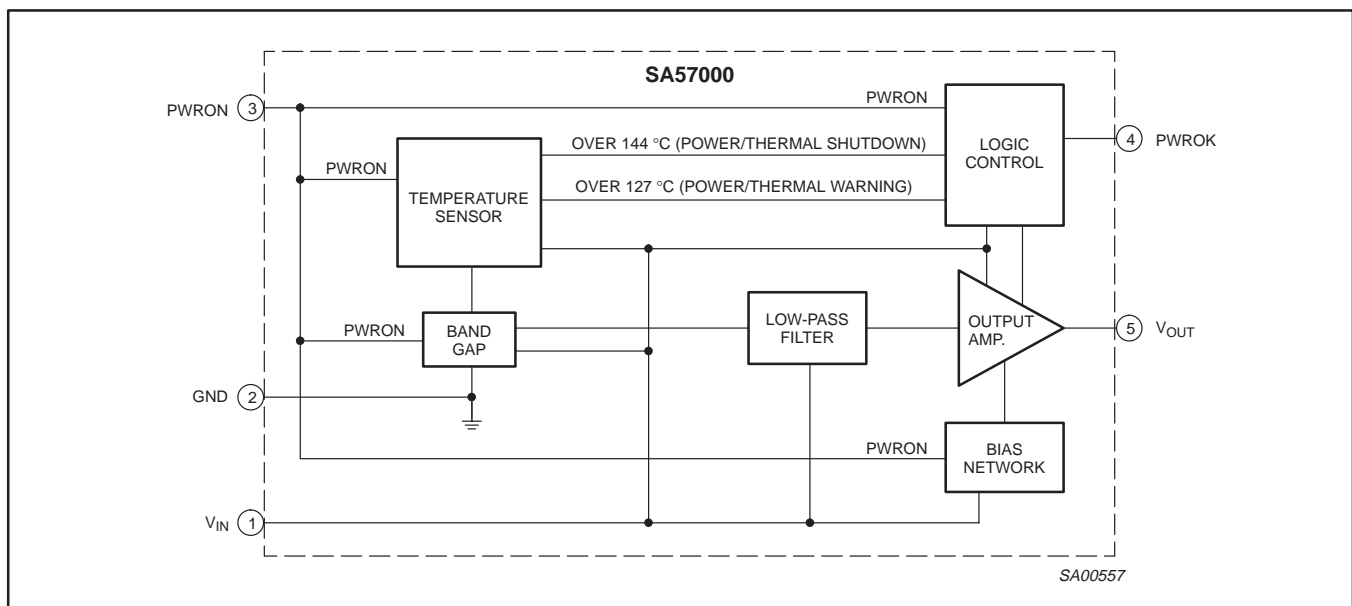 SA57000
PWRON 3
PWRON
OVER 144 °C (POWER/THERMAL SHUTDOWN)
LOGIC
CONTROL
4 PWROK
PWRON
OVER 127 °C (POWER/THERMAL WARNING)
TEMPERATURE
SENSOR
PWRON
BAND
GAP
LOW-PASS
FILTER
OUTPUT
AMP.
5 VOUT
GND 2
PWRON
BIAS
NETWORK
VIN 1
SA00557